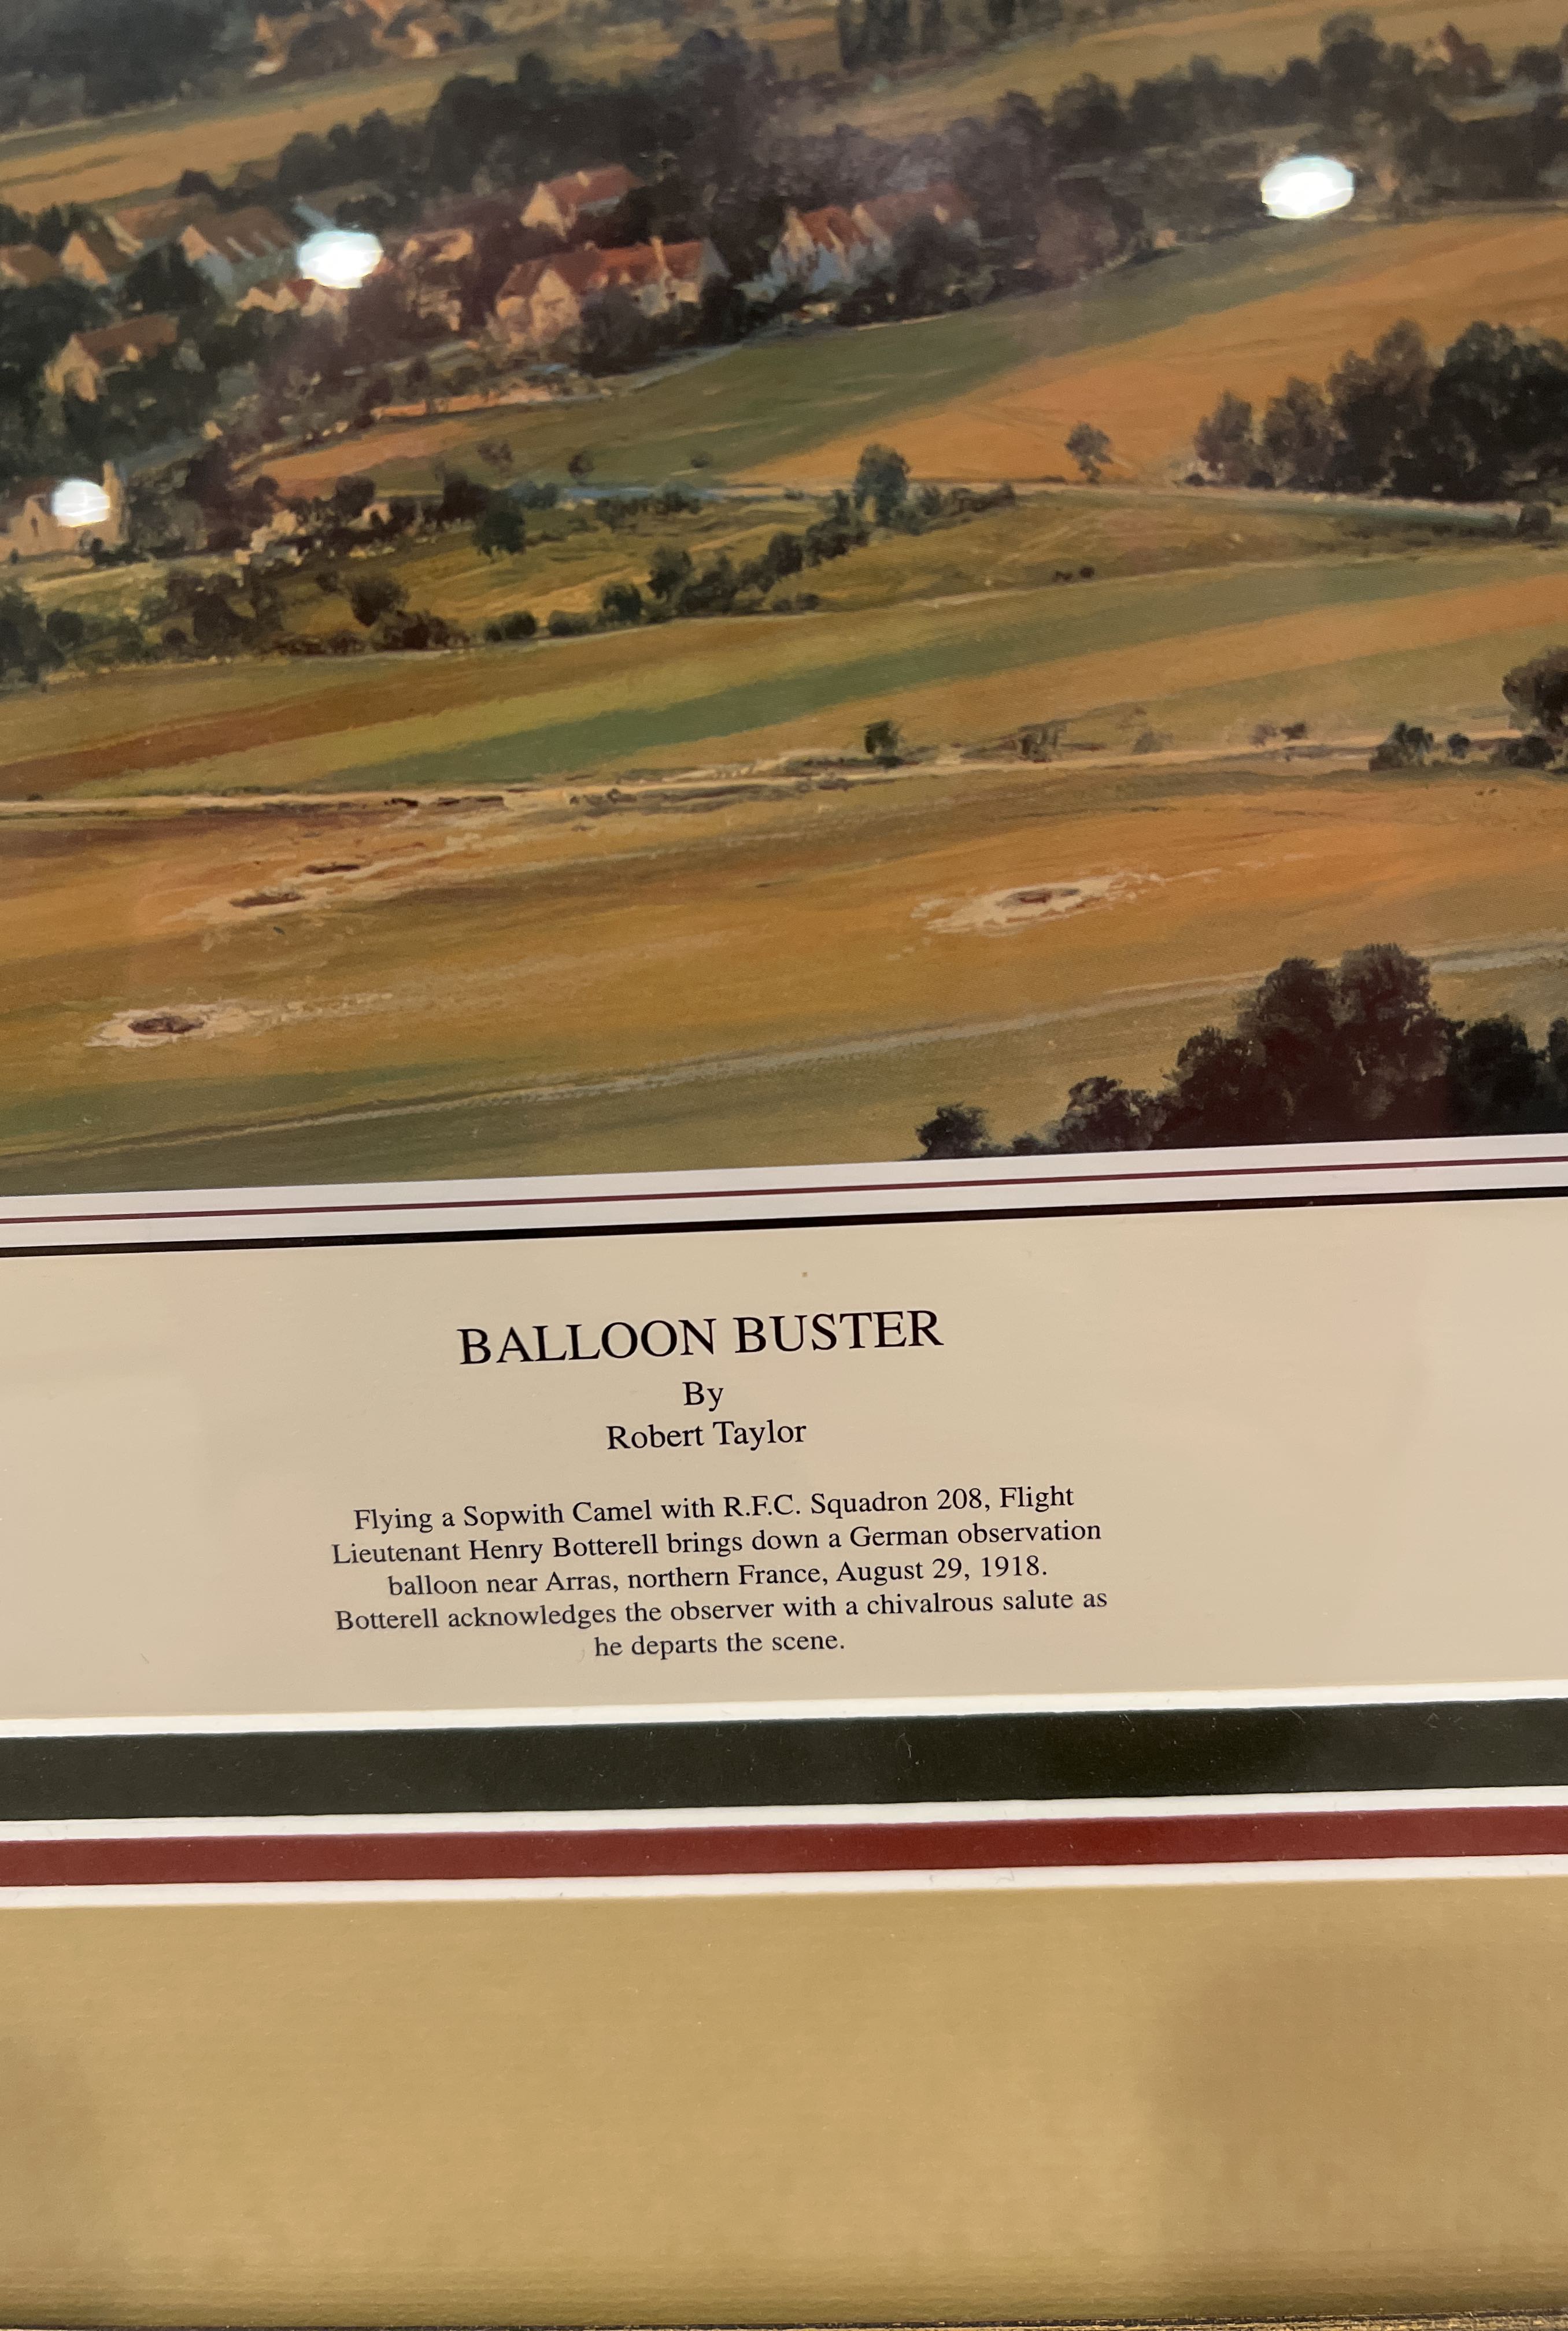 BALLOON BUSTER
By
Robert Taylor
Flying a Sopwith Camel with R.F.C. Squadron 208, Flight
Lieutenant Henry Botterell brings down a German observation
balloon near Arras, northern France, August 29, 1918.
Botterell acknowledges the observer with a chivalrous salute as
he departs the scene.